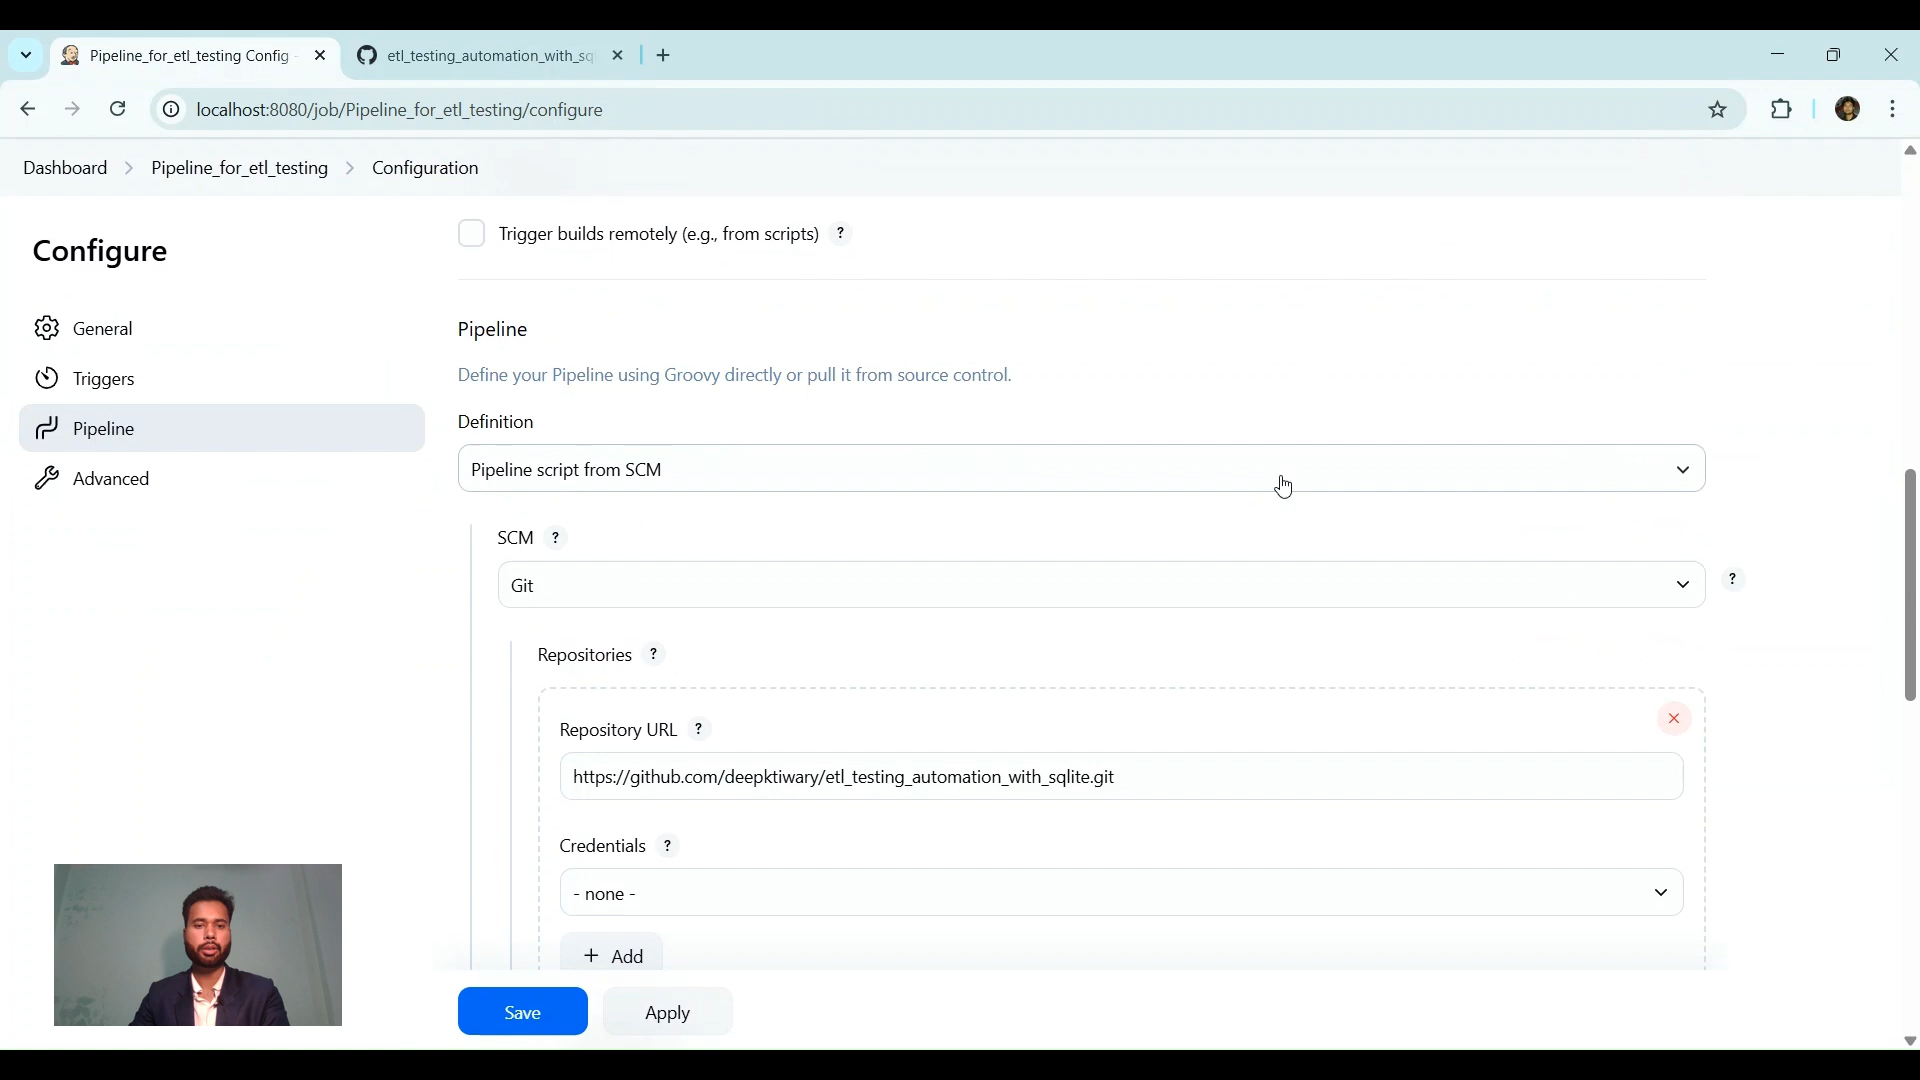 Pipeline_for_etl_testing Config -
etl_testing_automation_with_sq
localhost:8080/job/Pipeline_for_etl_testing/configure
Dashboard > Pipeline_for_etl_testing > Configuration
Configure
General
Triggers
Pipeline
Advanced
Trigger builds remotely (e.g., from scripts) ?
Pipeline
Define your Pipeline using Groovy directly or pull it from source control.
Definition
Pipeline script from SCM
SCM ?
Git
?
Repositories ?
Repository URL ?
https://github.com/deepktiwary/etl_testing_automation_with_sqlite.git
Credentials ?
- none -
+ Add
Save
Apply